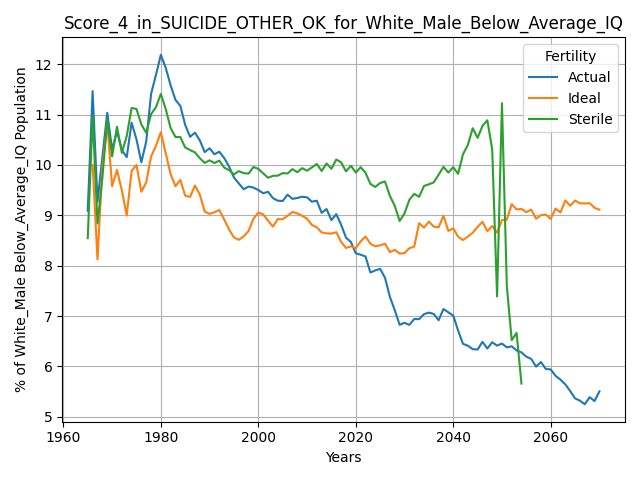 Score_4_in_SUICIDE_OTHER_OK_for_White_Male_Below_Average_IQ
Fertility
Actual
Ideal
Sterile
% of White_Male Below_Average_IQ Population
12
11
10
9
8
7
6
5
1960
1980
2000
2020
2040
2060
Years